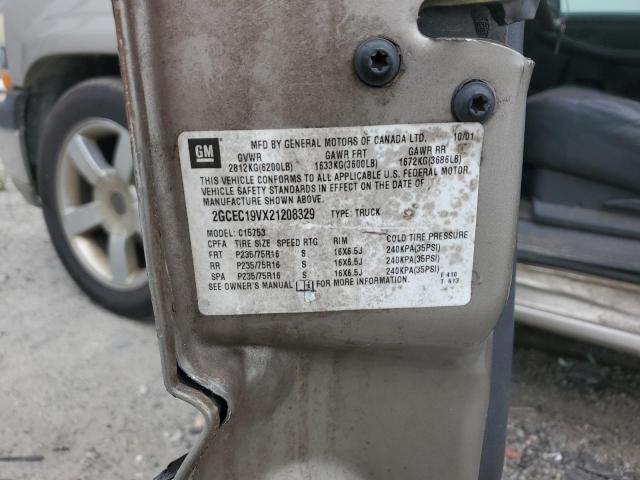 GM
MFD BY GENERAL MOTORS OF CANADA LTD. 10/01
GVWR GAWR FRT GAWR RR
2812KG(6200LB) 1633KG(3600LB) 1672KG(3686LB)
THIS VEHICLE CONFORMS TO ALL APPLICABLE U.S. FEDERAL MOTOR
VEHICLE SAFETY STANDARDS IN EFFECT ON THE DATE OF
MANUFACTURE SHOWN ABOVE.
2GCEC19VX21208329 TYPE: TRUCK
MODEL: C15753
CPFA TIRE SIZE SPEED RTG RIM COLD TIRE PRESSURE
FRT P235/75R16 S 16X6.5J 240KPA(35PSI)
RR P235/75R16 S 16X6.5J 240KPA(35PSI)
SPA P235/75R16 S 16X6.5J 240KPA(35PSI)
SEE OWNER'S MANUAL FOR MORE INFORMATION. F 410
T 613